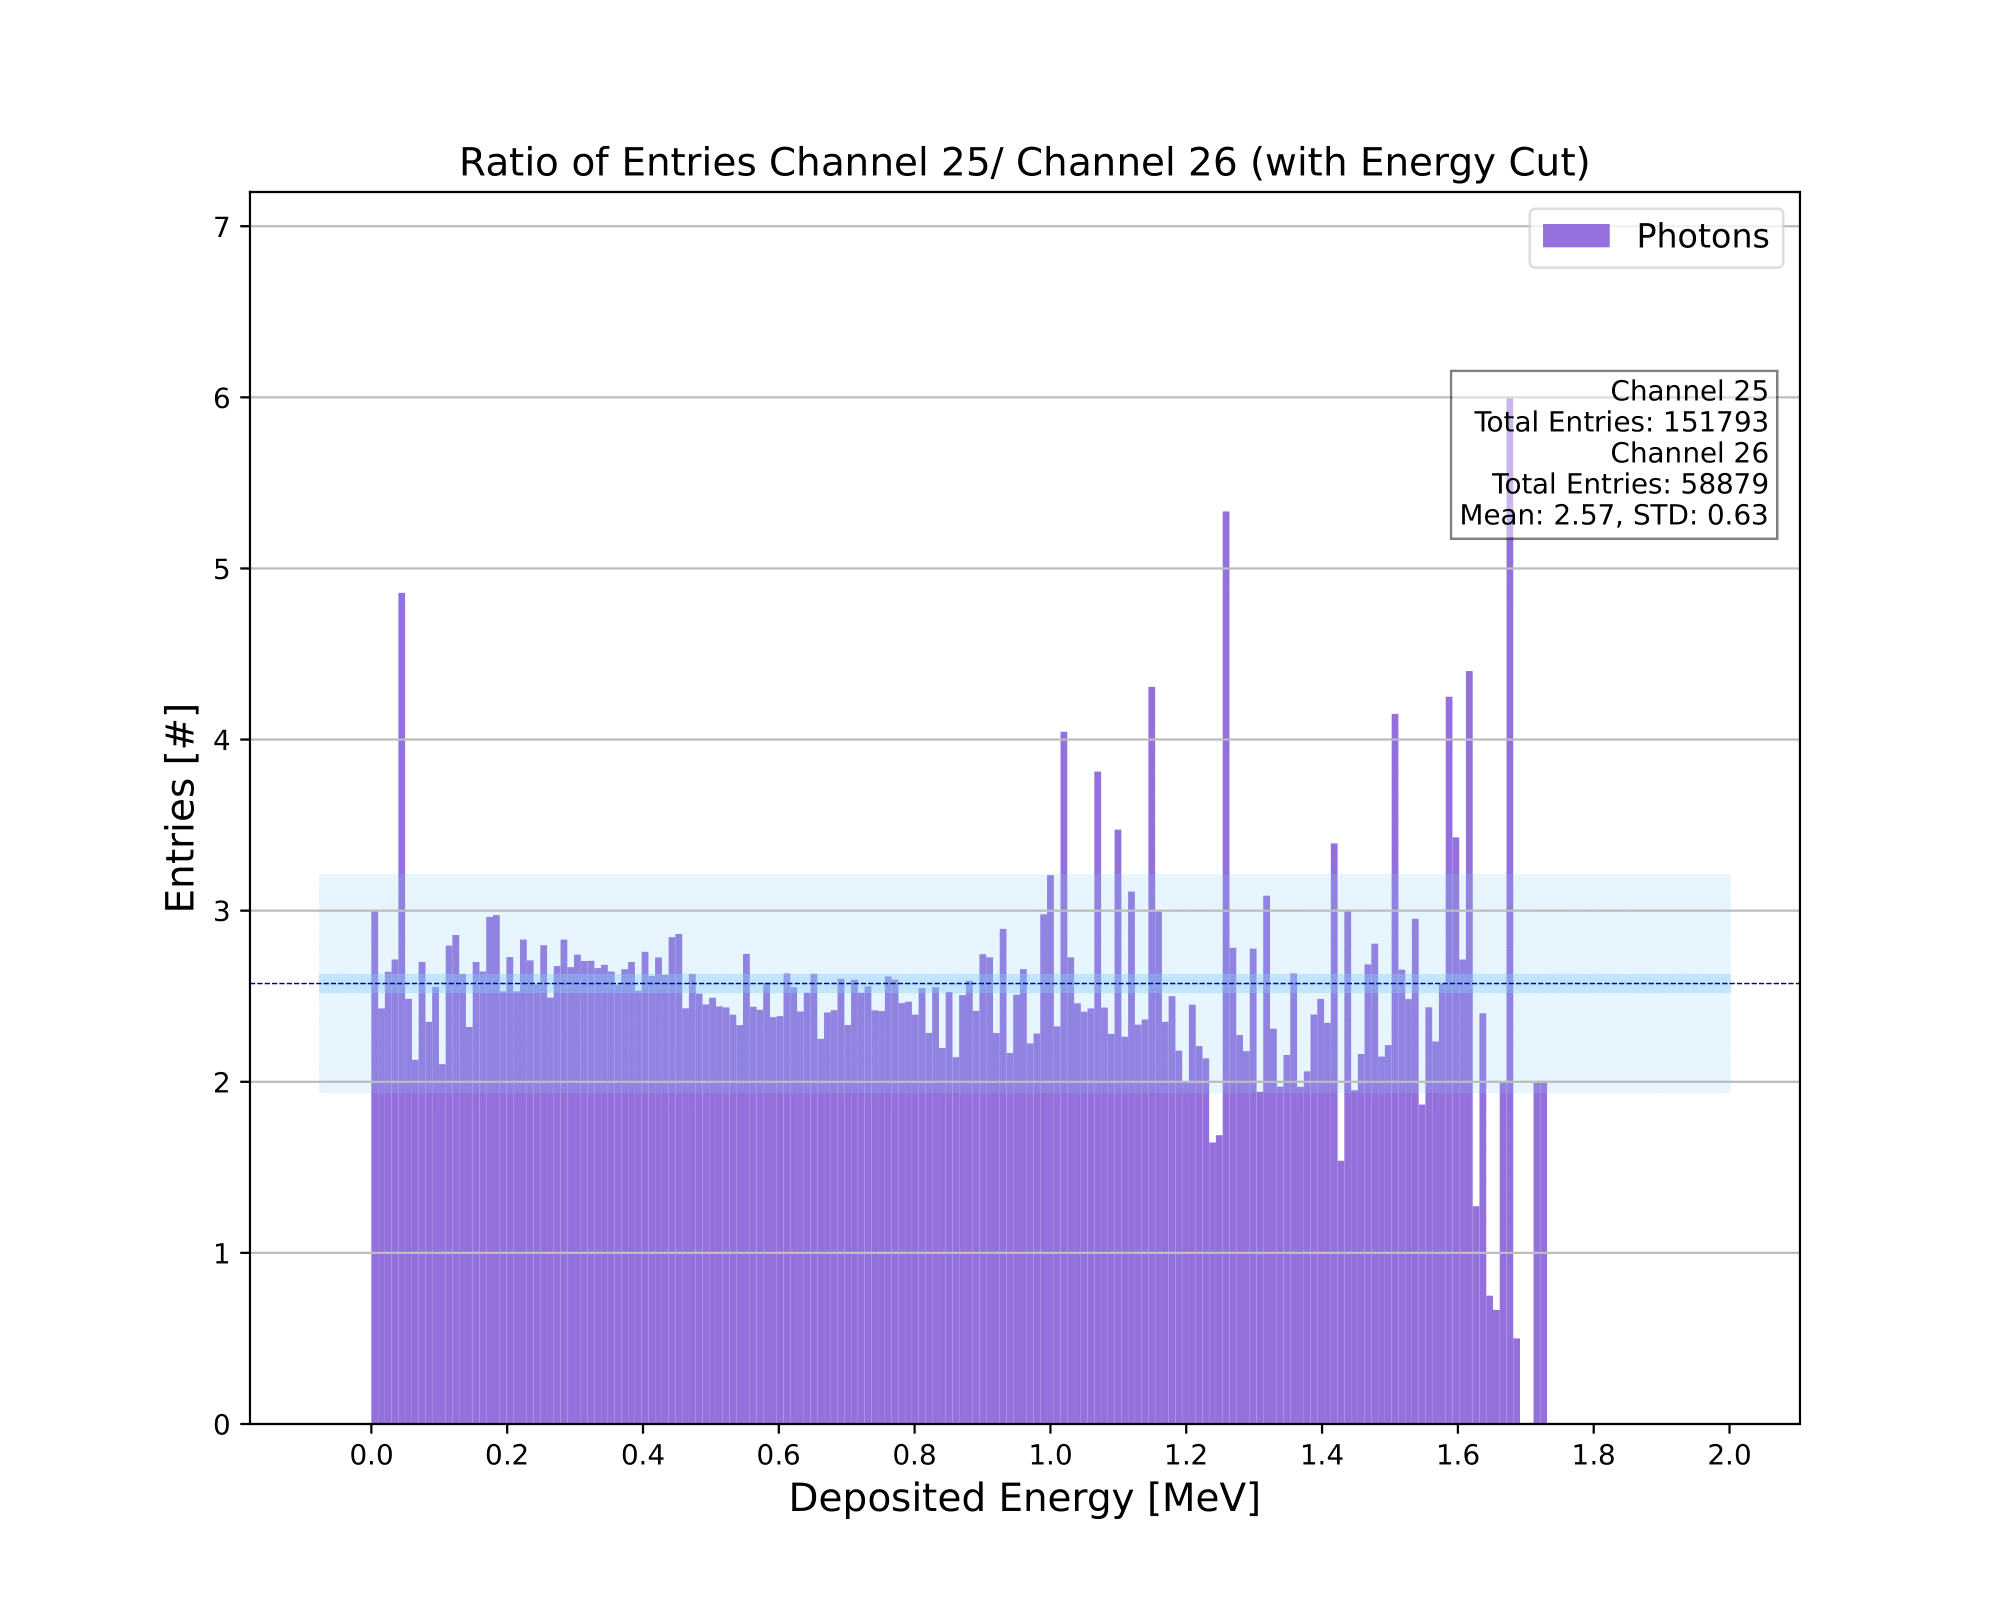 Ratio of Entries Channel 25/ Channel 26 (with Energy Cut)
Photons
Channel 25
Total Entries: 151793
Channel 26
Total Entries: 58879
Mean: 2.57, STD: 0.63
7
6
5
4
3
2
1
0
Entries [#]
0.0 0.2 0.4 0.6 0.8 1.0 1.2 1.4 1.6 1.8 2.0
Deposited Energy [MeV]